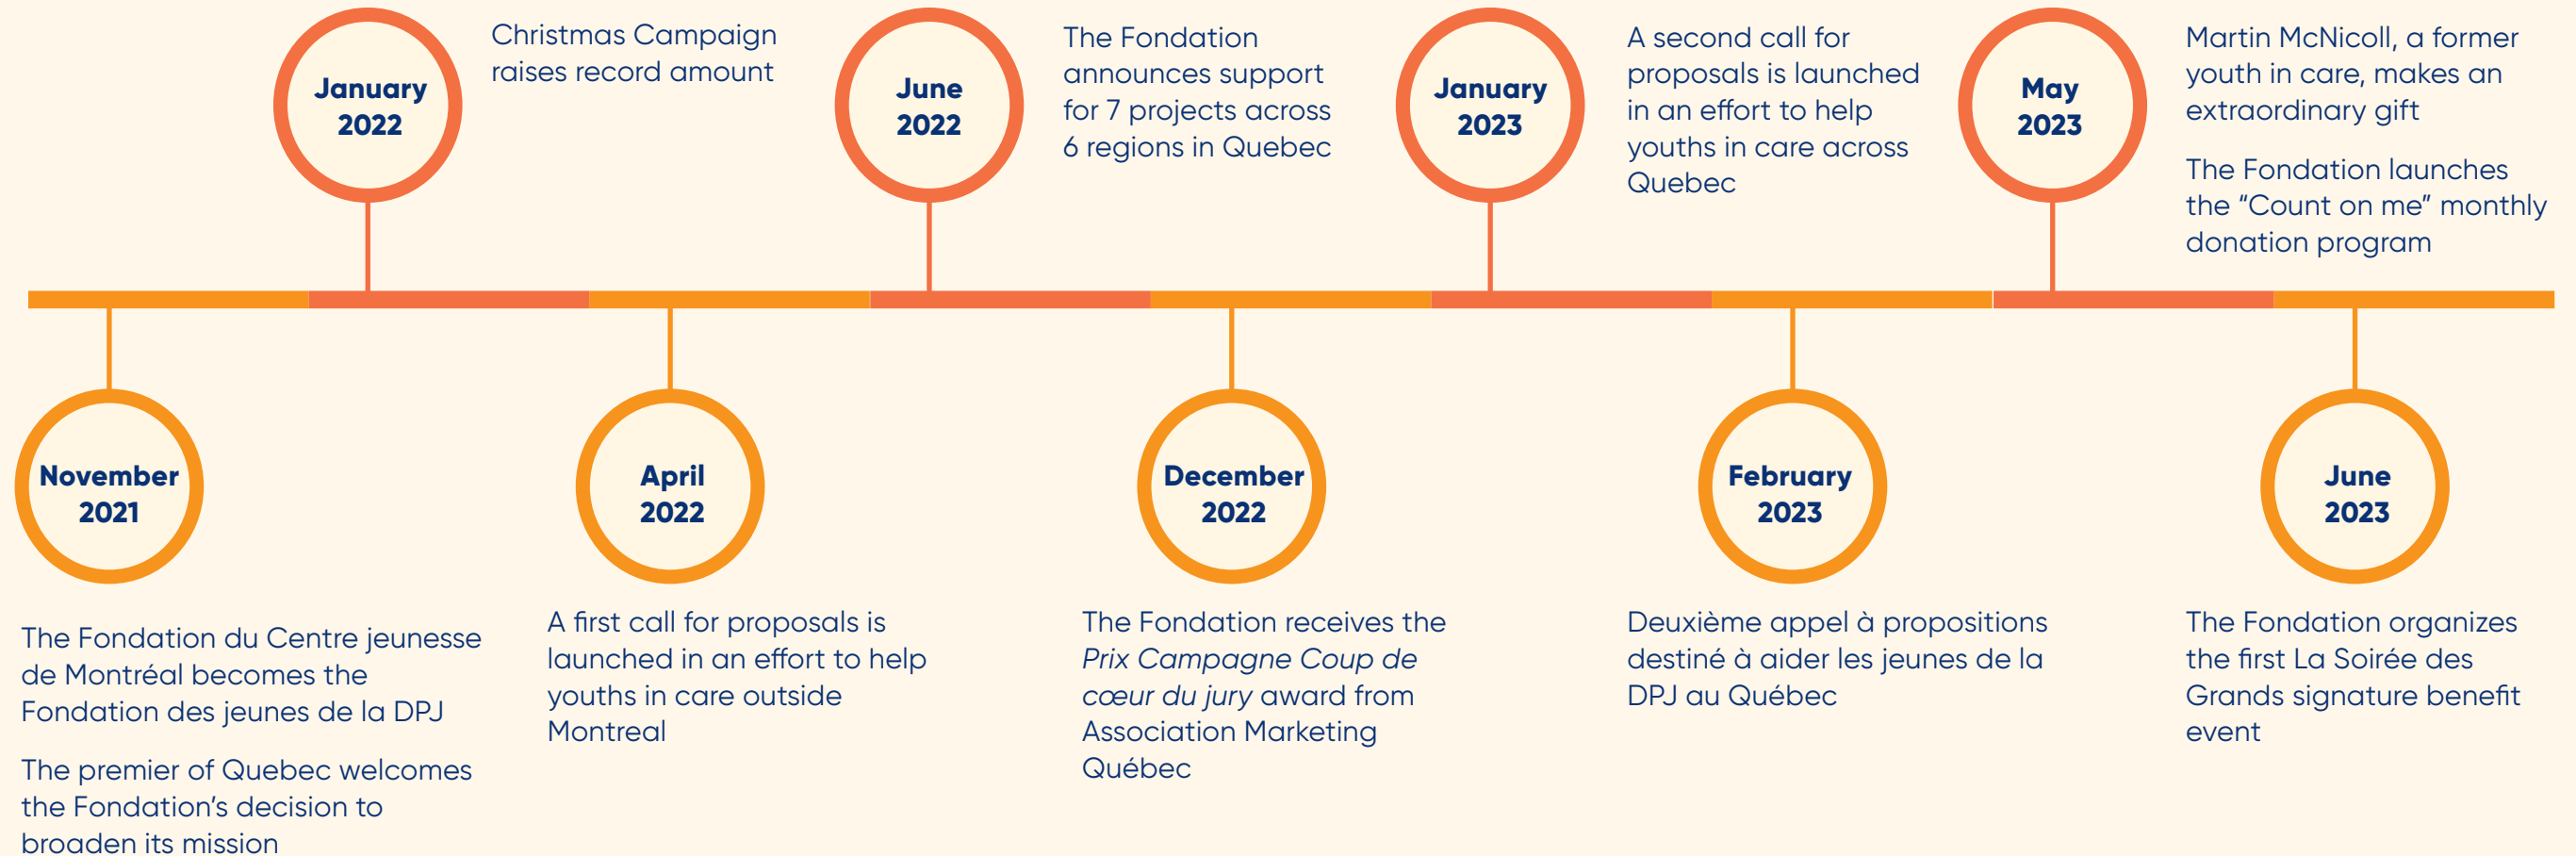 January
2022
Christmas Campaign
raises record amount
June
2022
The Fondation
announces support
for 7 projects across
6 regions in Quebec
January
2023
A second call for
proposals is launched
in an effort to help
youths in care across
Quebec
May
2023
Martin McNicoll, a former
youth in care, makes an
extraordinary gift
The Fondation launches
the “Count on me” monthly
donation program
November
2021
The Fondation du Centre jeunesse
de Montréal becomes the
Fondation des jeunes de la DPJ
The premier of Quebec welcomes
the Fondation’s decision to
broaden its mission
April
2022
A first call for proposals is
launched in an effort to help
youths in care outside
Montreal
December
2022
The Fondation receives the
Prix Campagne Coup de
cœur du jury award from
Association Marketing
Québec
February
2023
Deuxième appel à propositions
destiné à aider les jeunes de la
DPJ au Québec
June
2023
The Fondation organizes
the first La Soirée des
Grands signature benefit
event